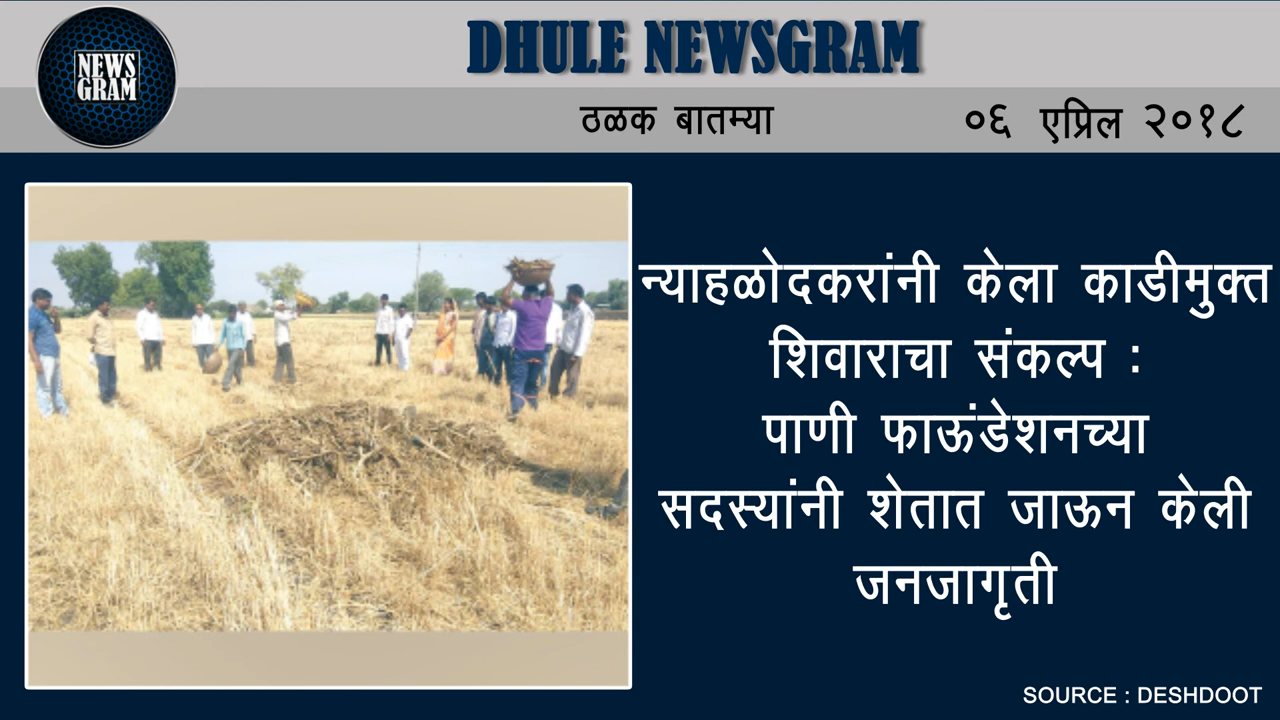 NEWS
GRAM
DHULE NEWSGRAM
ठळक बातम्या
०६ एप्रिल २०१८
न्याहळोदकरांनी केला काडीमुक्त
शिवाराचा संकल्प :
पाणी फाऊंडेशनच्या
सदस्यांनी शेतात जाऊन केली
जनजागृती
SOURCE : DESHDOOT